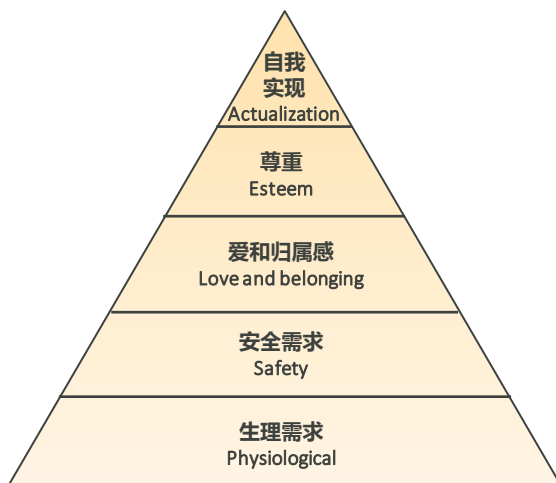 自我
实现
Actualization
尊重
Esteem
爱和归属感
Love and belonging
安全需求
Safety
生理需求
Physiological